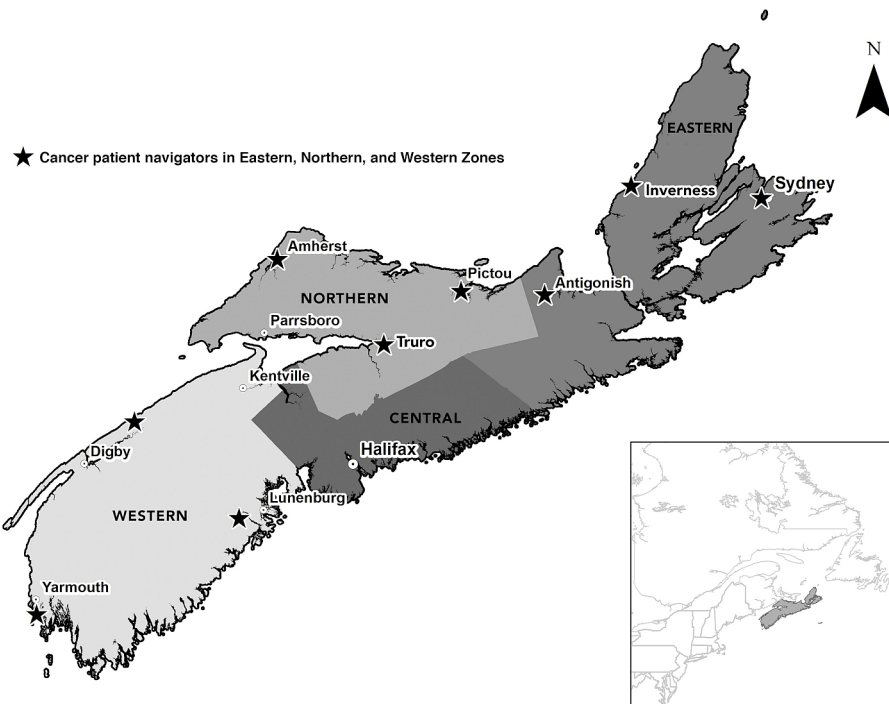 N
EASTERN
★ Cancer patient navigators in Eastern, Northern, and Western Zones
Sydney
Inverness
Amherst
Pictou
Antigonish
NORTHERN
Parrsboro
Truro
Kentville
CENTRAL
Halifax
Digby
Lunenburg
WESTERN
Yarmouth